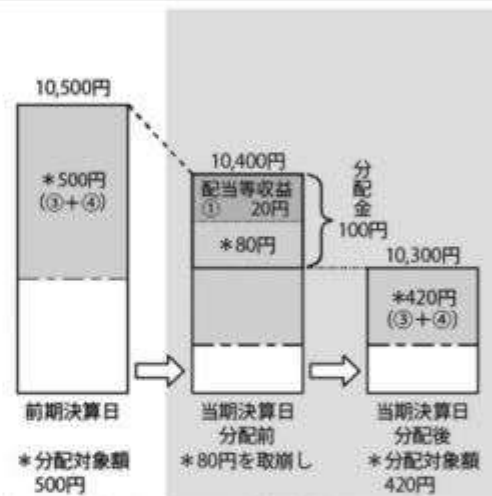 10,500円
*500円
(③+④)
前期決算日
*分配対象額
500円
10,400円
配当等収益
① 20円
*80円
分配金
100円
当期決算日
分配前
*80円を取崩し
10,300円
*420円
(③+④)
当期決算日
分配後
*分配対象額
420円